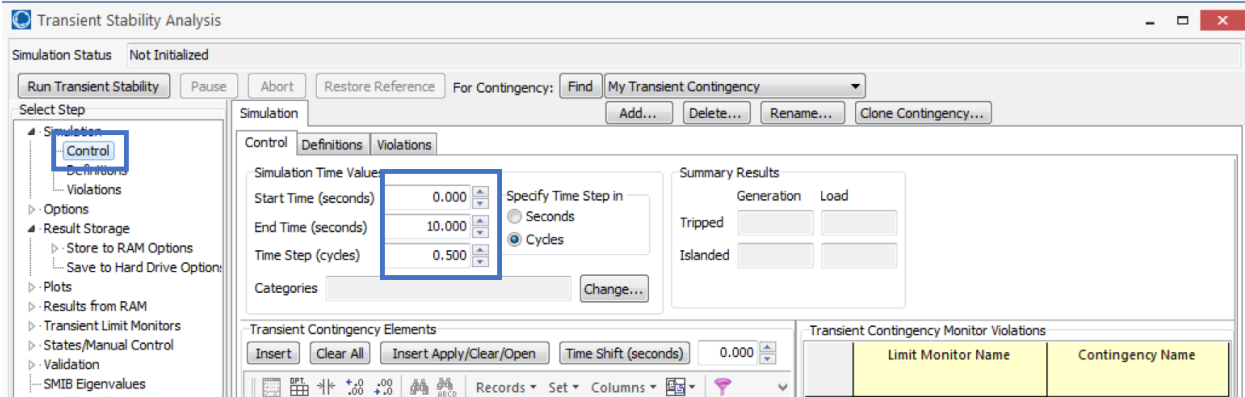 Transient Stability Analysis
Simulation Status Not Initialized
Run Transient Stability Pause Abort Restore Reference For Contingency: Find My Transient Contingency
Select Step
Simulation
Add... Delete... Rename... Clone Contingency...
Simulation
Control
Definitions
Violations
Options
Result Storage
Store to RAM Options
Save to Hard Drive Option
Plots
Results from RAM
Transient Limit Monitors
States/Manual Control
Validation
SMIB Eigenvalues
Control Definitions Violations
Simulation Time Values
Start Time (seconds) 0.000
End Time (seconds) 10.000
Time Step (cycles) 0.500
Specify Time Step in
Seconds
Cycles
Categories Change...
Summary Results
Generation Load
Tripped
Islanded
Transient Contingency Elements
Insert Clear All Insert Apply/Clear/Open Time Shift (seconds) 0.000
Records Set Columns
Transient Contingency Monitor Violations
Limit Monitor Name Contingency Name